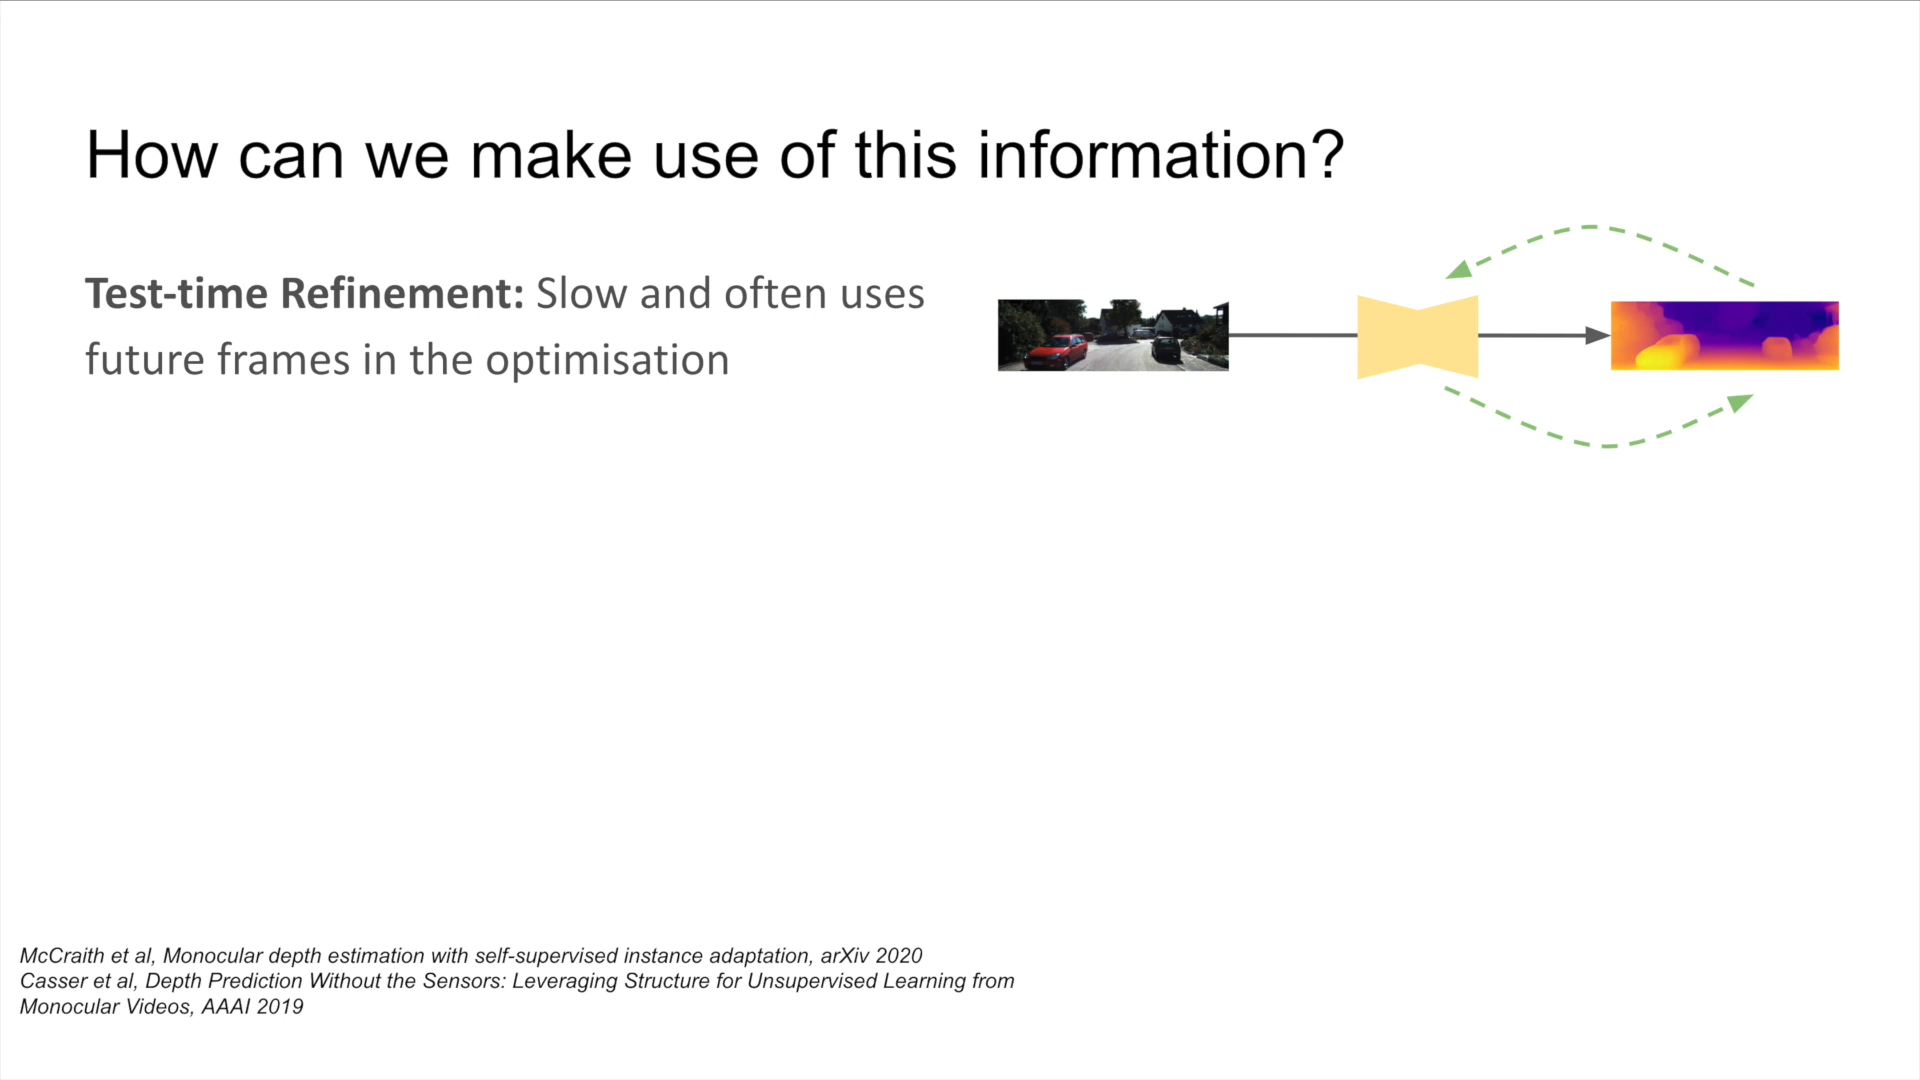 How can we make use of this information?
Test-time Refinement: Slow and often uses
future frames in the optimisation
McCraith et al, Monocular depth estimation with self-supervised instance adaptation, arXiv 2020
Casser et al, Depth Prediction Without the Sensors: Leveraging Structure for Unsupervised Learning from
Monocular Videos, AAAI 2019